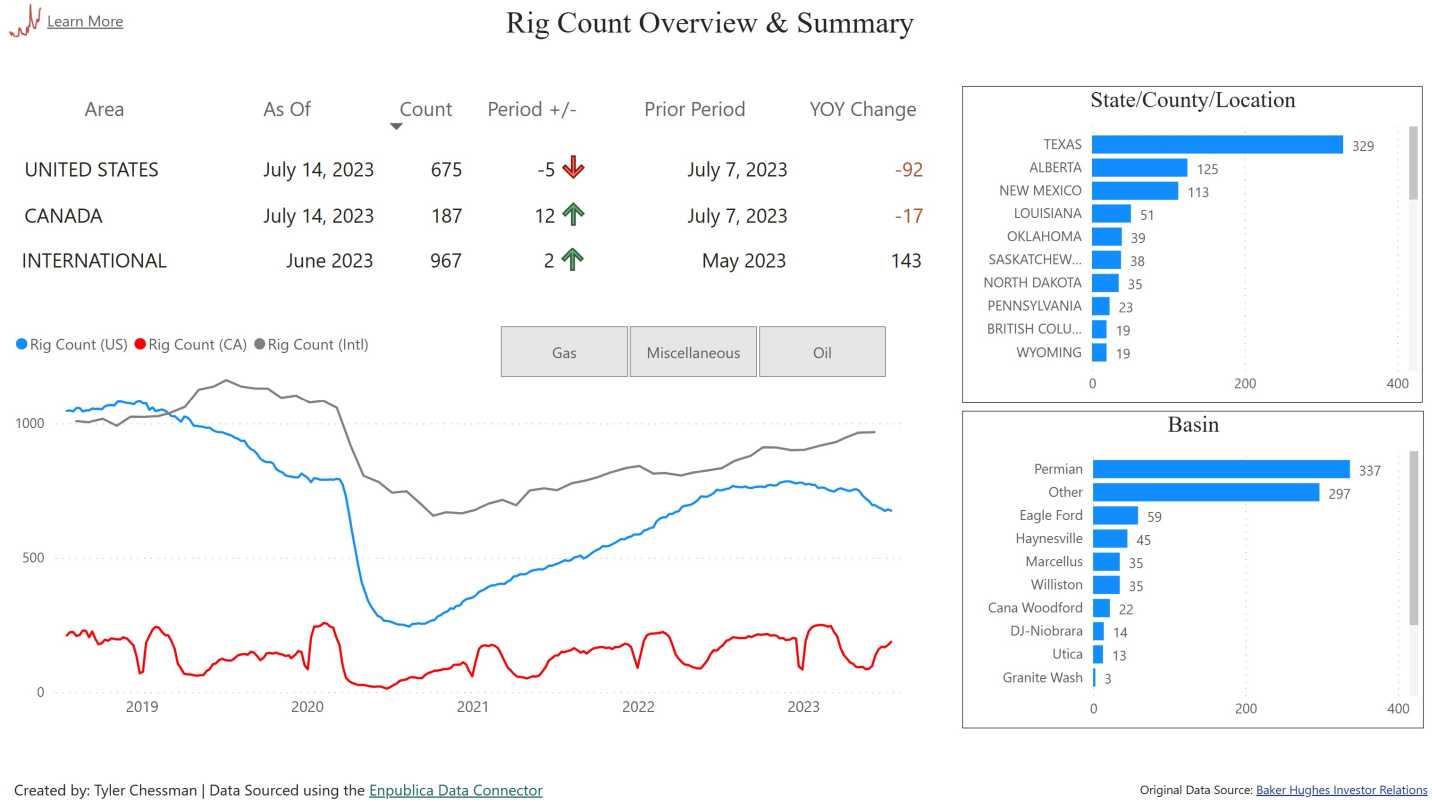 Learn More
Rig Count Overview & Summary
Area As Of Count Period +/- Prior Period YOY Change
UNITED STATES July 14, 2023 675 -5 July 7, 2023 -92
CANADA July 14, 2023 187 12 July 7, 2023 -17
INTERNATIONAL June 2023 967 2 May 2023 143
Rig Count (US) Rig Count (CA) Rig Count (Intl)
Gas Miscellaneous Oil
1000
500
0
2019 2020 2021 2022 2023
State/County/Location
TEXAS 329
ALBERTA 125
NEW MEXICO 113
LOUISIANA 51
OKLAHOMA 39
SASKATCHEW... 38
NORTH DAKOTA 35
PENNSYLVANIA 23
BRITISH COLU... 19
WYOMING 19
0 200 400
Basin
Permian 337
Other 297
Eagle Ford 59
Haynesville 45
Marcellus 35
Williston 35
Cana Woodford 22
DJ-Niobrara 14
Utica 13
Granite Wash 3
0 200 400
Created by: Tyler Chessman | Data Sourced using the Enpublica Data Connector
Original Data Source: Baker Hughes Investor Relations